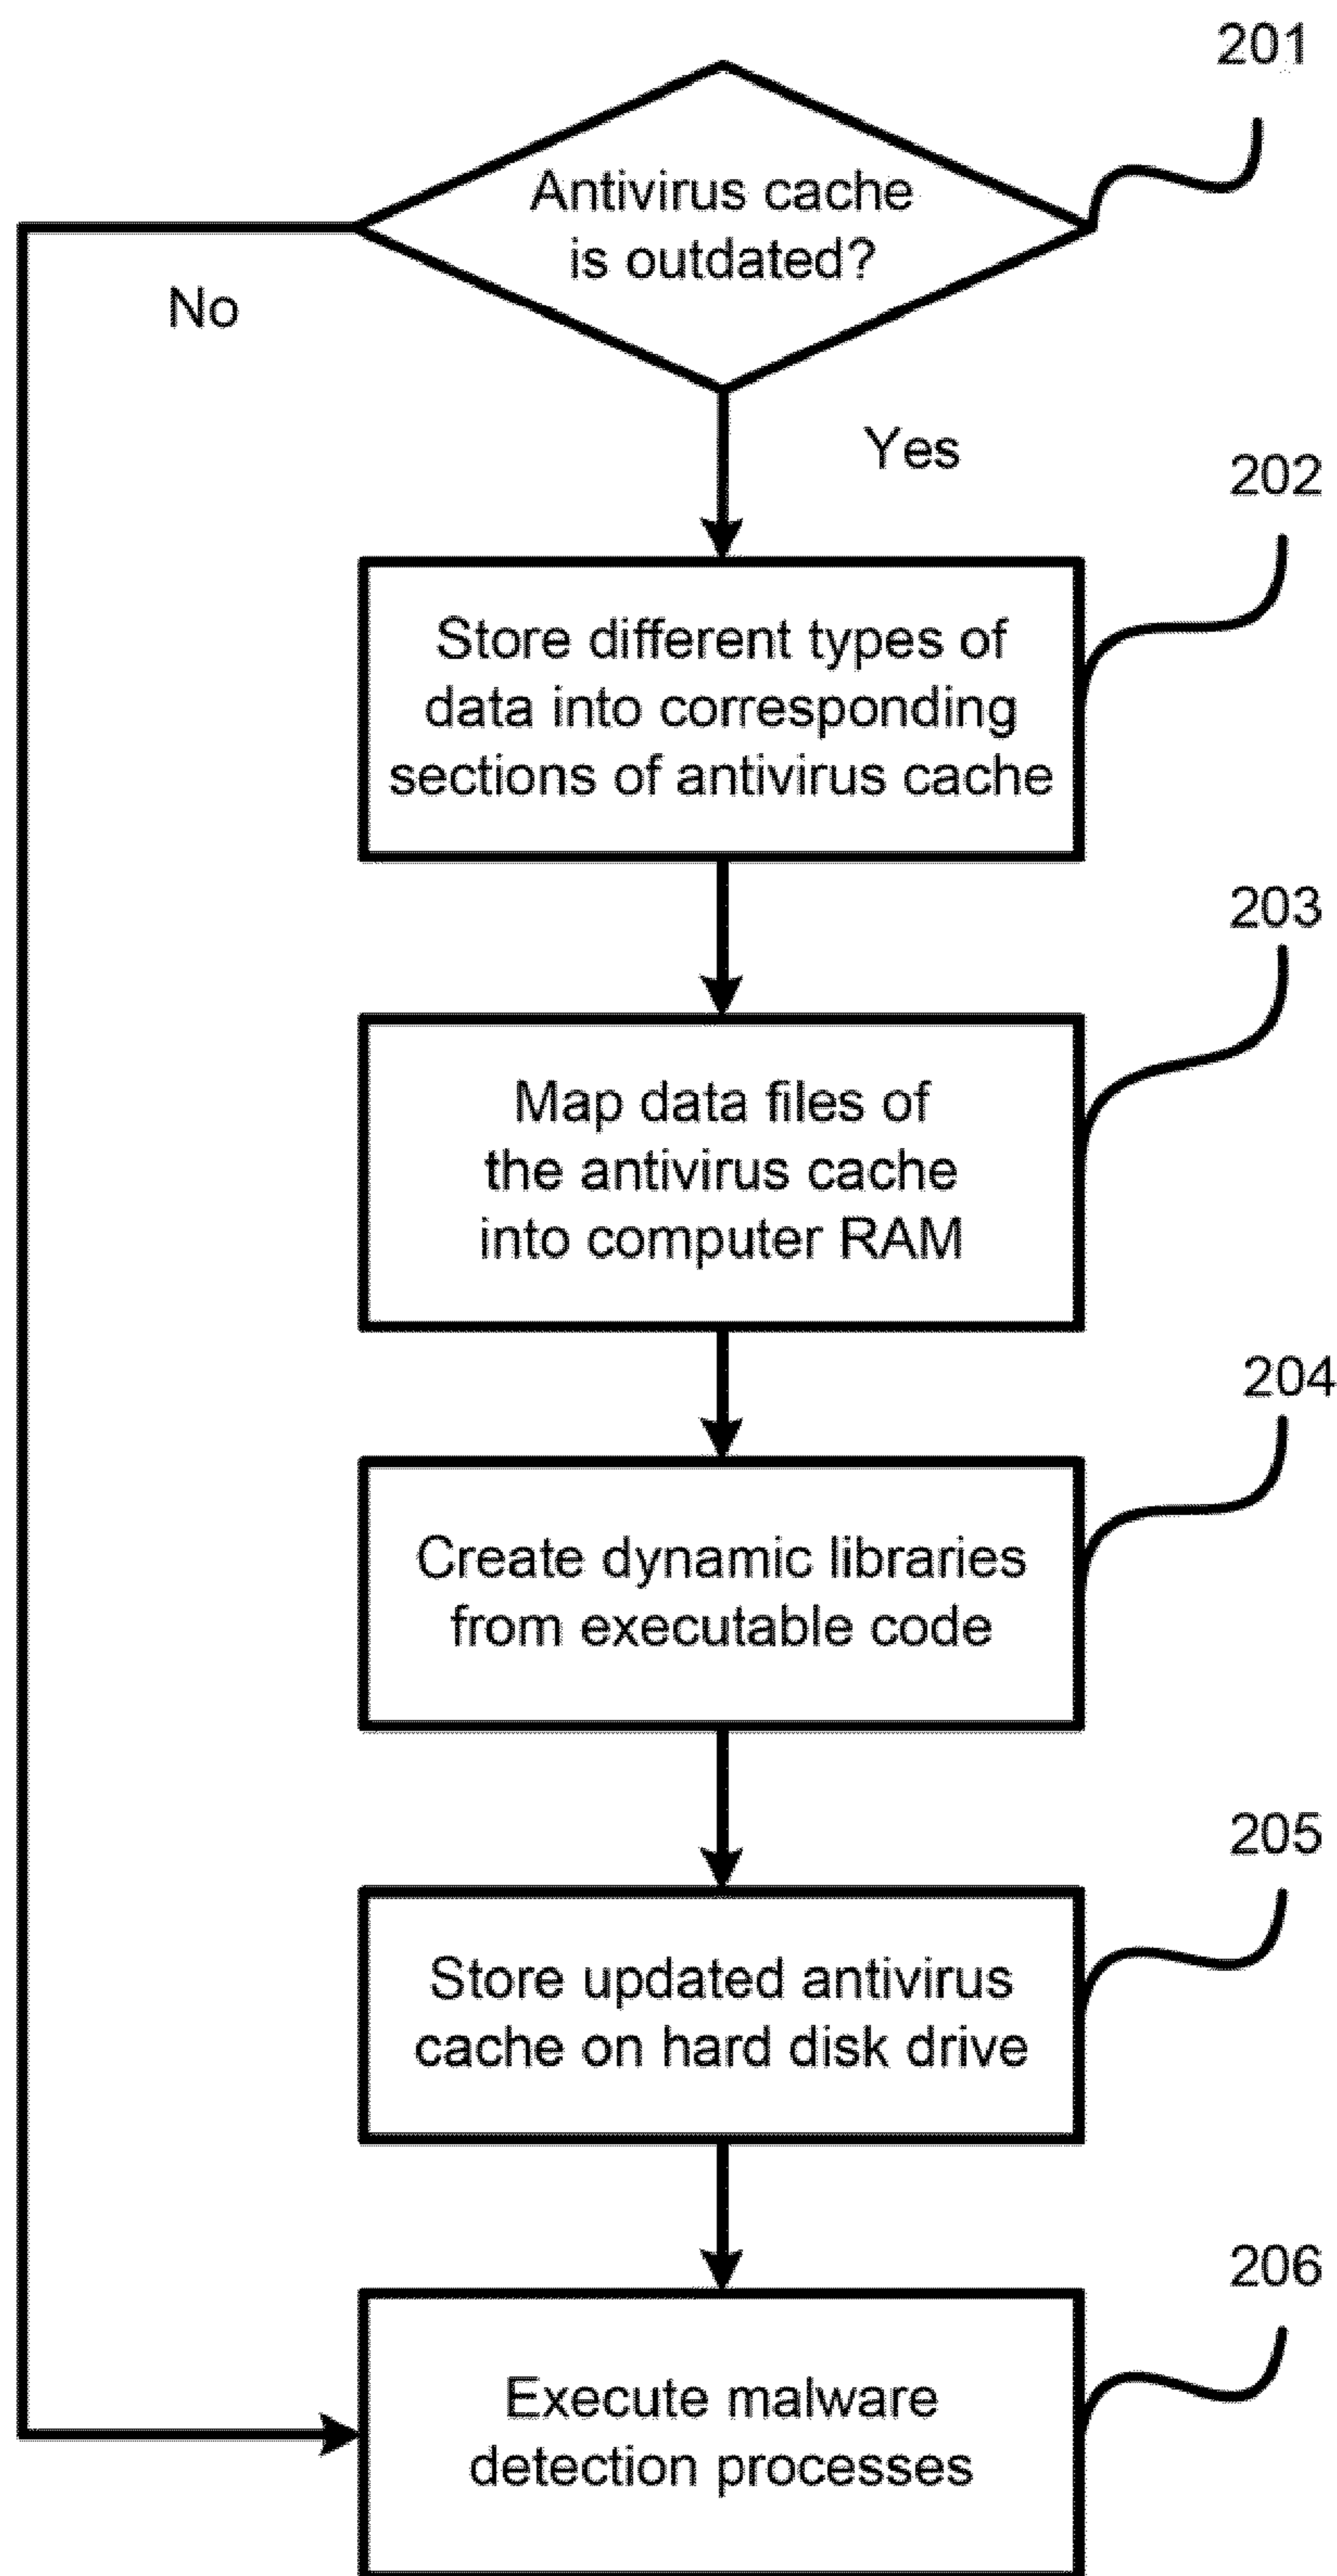 201
Antivirus cache
is outdated?
No
Yes
202
Store different types of
data into corresponding
sections of antivirus cache
203
Map data files of
the antivirus cache
into computer RAM
204
Create dynamic libraries
from executable code
205
Store updated antivirus
cache on hard disk drive
206
Execute malware
detection processes